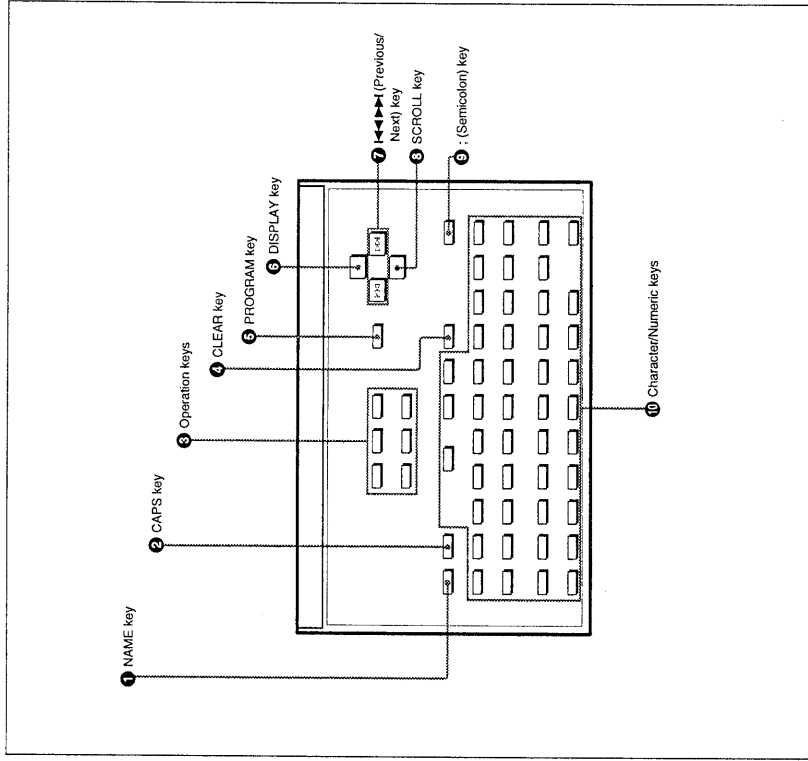 ❶ NAME key
❷ CAPS key
❸ Operation keys
❹ CLEAR key
❺ PROGRAM key
❻ DISPLAY key
❼ ⏮ ⏭ (Previous/
Next) key
❽ SCROLL key
❾ ; (Semicolon) key
❿ Character/Numeric keys